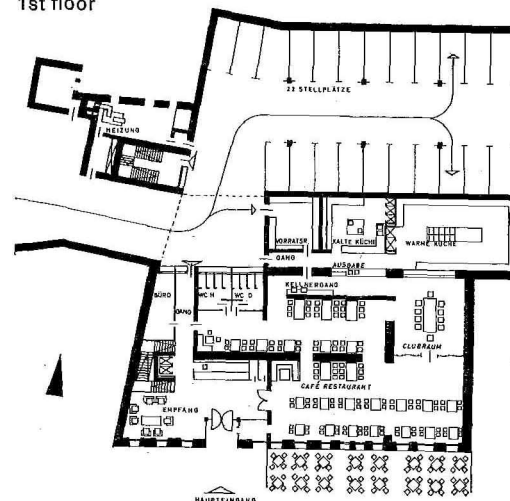 1st floor
22 STELLPLÄTZE
HEIZUNG
VORRATSR.
KALTE KÜCHE
WARME KÜCHE
GANG
AUSGABE
KELLNERGANG
BÜRO
GANG
WC H
WC D
CLUBRAUM
CAFÉ RESTAURANT
EMPFANG
HAUPTEINGANG